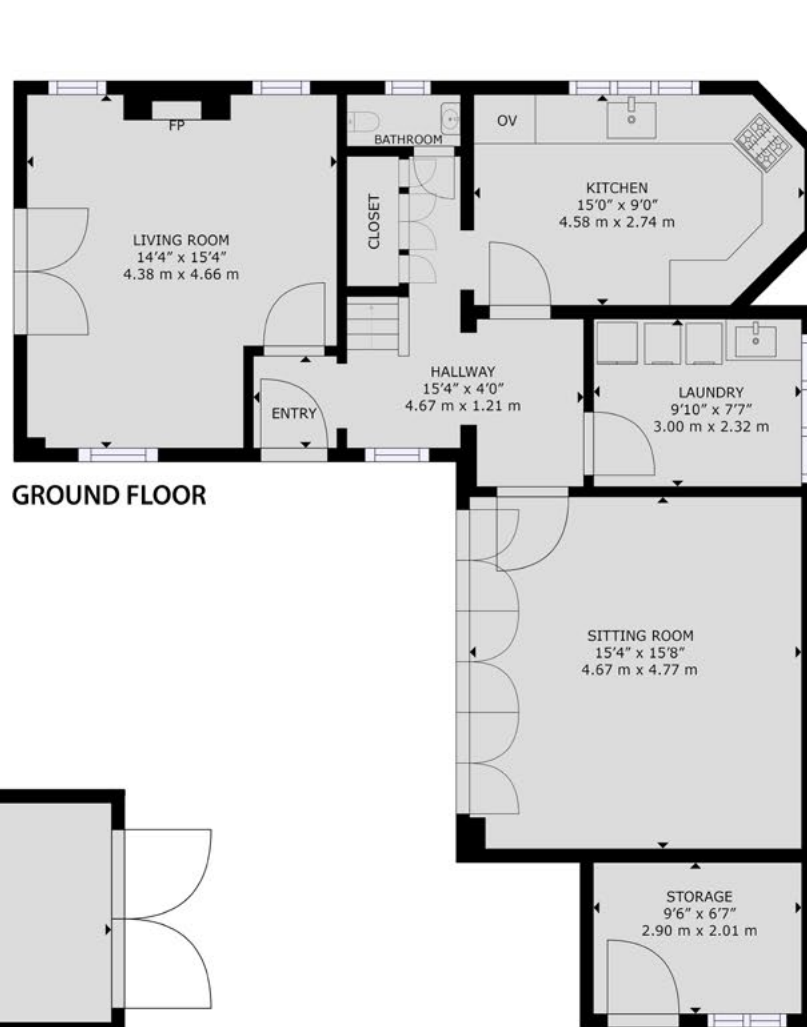 FP
BATHROOM
OV
KITCHEN
15'0" x 9'0"
4.58 m x 2.74 m
CLOSET
LIVING ROOM
14'4" x 15'4"
4.38 m x 4.66 m
HALLWAY
15'4" x 4'0"
4.67 m x 1.21 m
LAUNDRY
9'10" x 7'7"
3.00 m x 2.32 m
ENTRY
GROUND FLOOR
SITTING ROOM
15'4" x 15'8"
4.67 m x 4.77 m
STORAGE
9'6" x 6'7"
2.90 m x 2.01 m